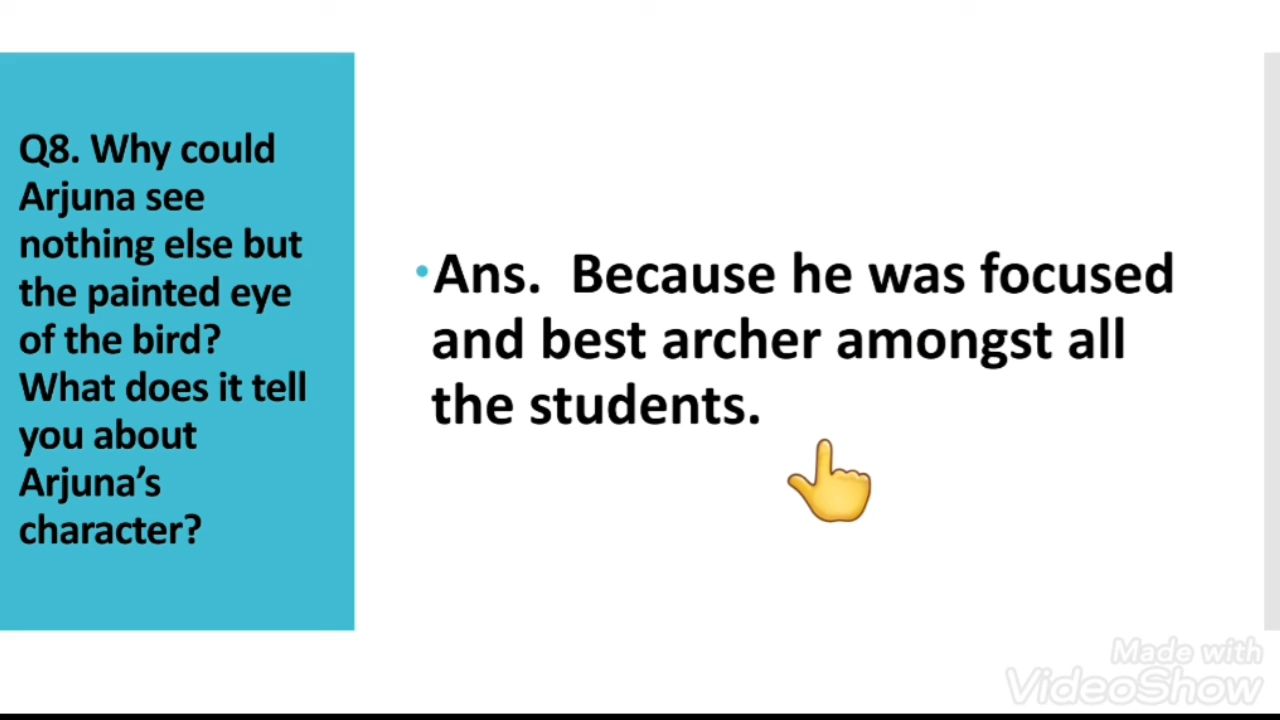 Q8. Why could
Arjuna see
nothing else but
the painted eye
of the bird?
What does it tell
you about
Arjuna’s
character?
•Ans.  Because he was focused
and best archer amongst all
the students.
Made with
VideoShow